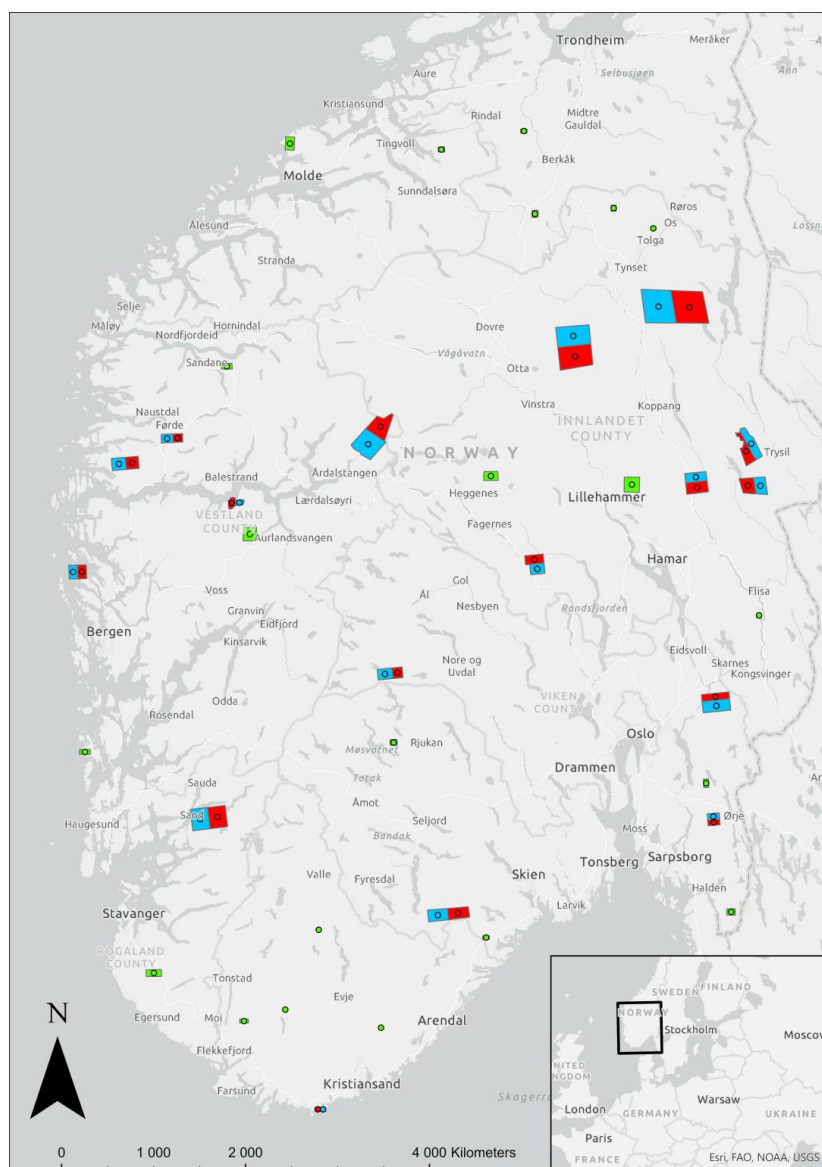 Trondheim
Meråker
Aure
Selbusjøen
Ann
Kristiansund
Rindal
Midtre
Gauldal
Tingvoll
Berkåk
Molde
Sunndalsøra
Røros
Os
Ålesund
Tolga
Stranda
Tynset
Selje
Måløy
Hornindal
Nordfjordeid
Dovre
Sandane
Vågåvatn
Otta
Naustdal
Førde
Vinstra
Koppang
INNLANDET
COUNTY
NORWAY
Trysil
Balestrand
Årdalstangen
Heggenes
Lillehammer
Lærdalsøyri
VESTLAND
COUNTY
Fagernes
Aurlandsvangen
Hamar
Voss
Ål
Gol
Flisa
Granvin
Nesbyen
Randsfjorden
Bergen
Eidfjord
Kinsarvik
Eidsvoll
Nore og
Uvdal
Skarnes
Kongsvinger
Odda
VIKEN
COUNTY
Rosendal
Oslo
Møsvatnet
Rjukan
Drammen
Sauda
Totak
Åmot
Sand
Seljord
Ørje
Haugesund
Bandak
Moss
Tonsberg
Sarpsborg
Valle
Fyresdal
Skien
Halden
Larvik
Stavanger
ROGALAND
COUNTY
Tonstad
Evje
Egersund
Moi
Arendal
Flekkefjord
Farsund
Kristiansand
N
0
1 000
2 000
4 000 Kilometers
SWEDEN
FINLAND
NORWAY
Stockholm
Moscow
London
GERMANY
Warsaw
UKRAINE
Paris
FRANCE
Esri, FAO, NOAA, USGS